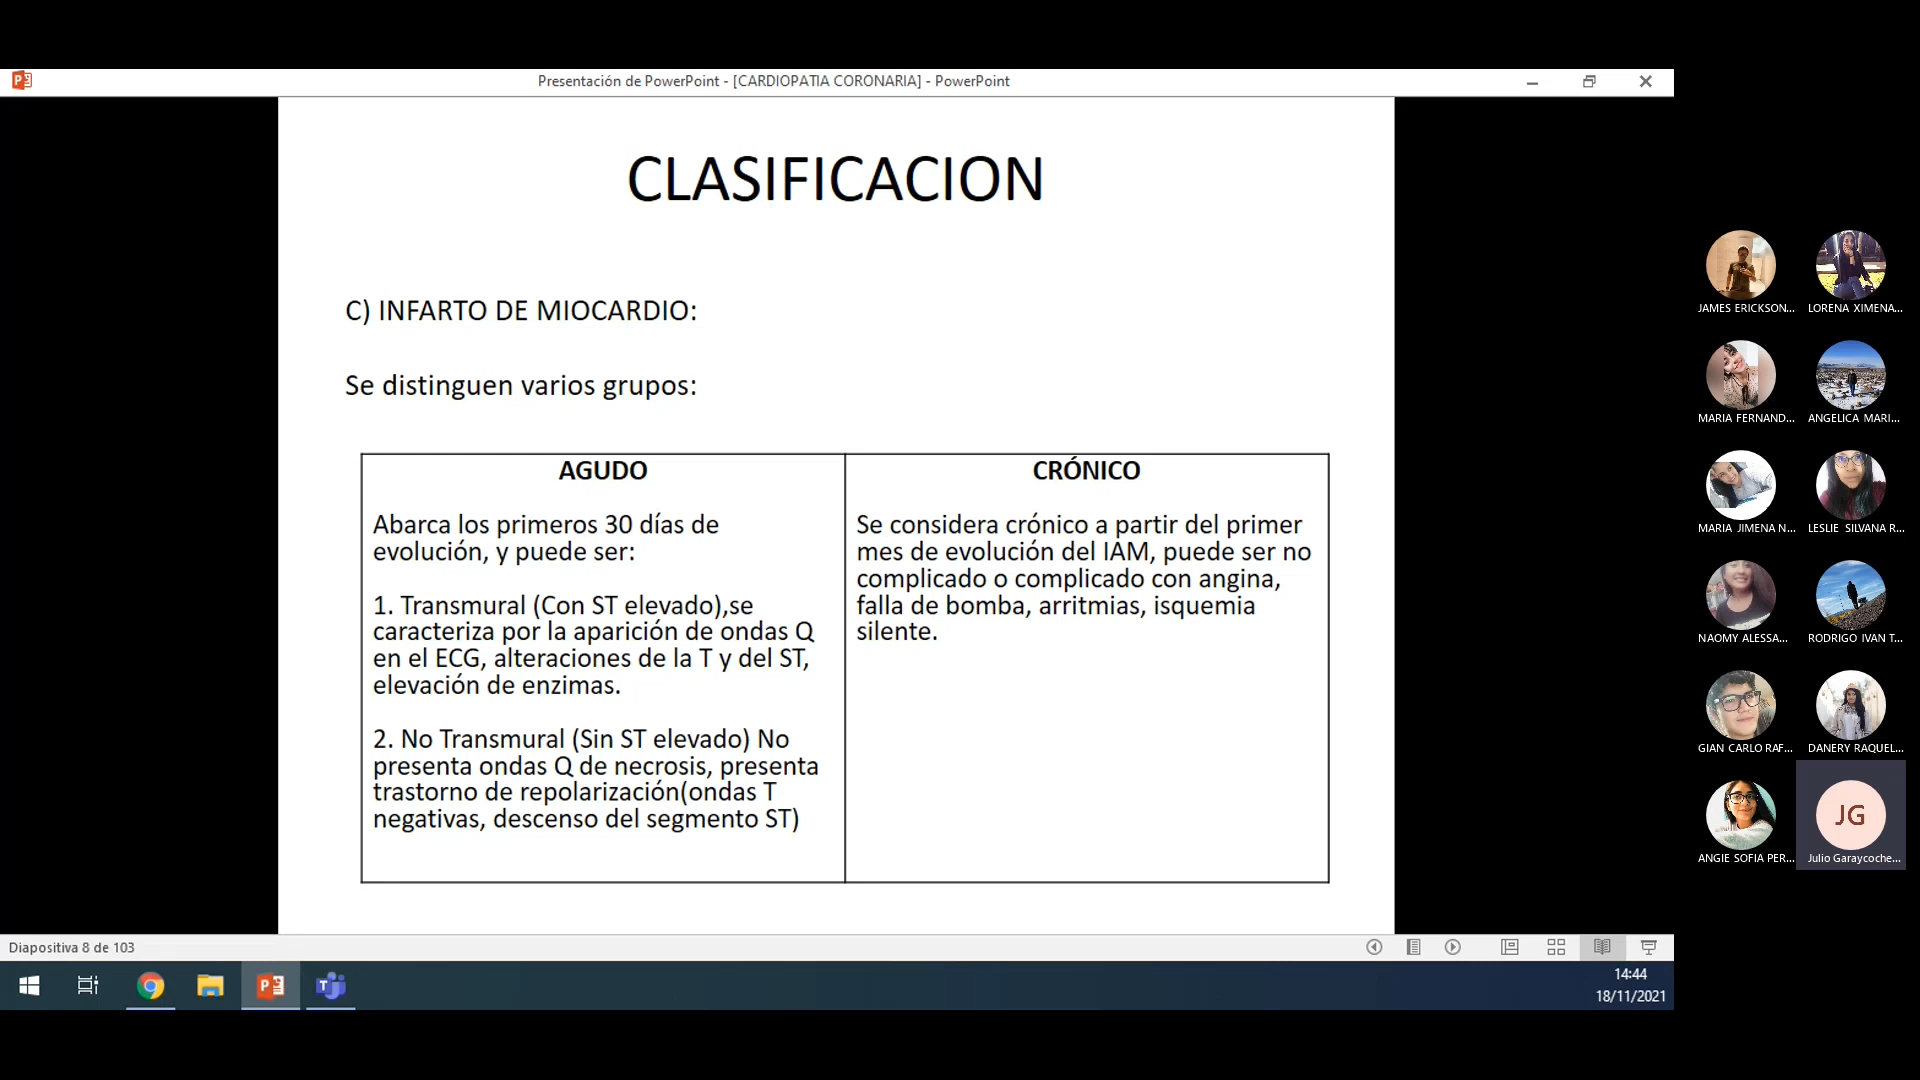 Presentación de PowerPoint - [CARDIOPATIA CORONARIA] - PowerPoint
CLASIFICACION
C) INFARTO DE MIOCARDIO:
Se distinguen varios grupos:
AGUDO
Abarca los primeros 30 días de
evolución, y puede ser:
1. Transmural (Con ST elevado),se
caracteriza por la aparición de ondas Q
en el ECG, alteraciones de la T y del ST,
elevación de enzimas.
2. No Transmural (Sin ST elevado) No
presenta ondas Q de necrosis, presenta
trastorno de repolarización(ondas T
negativas, descenso del segmento ST)
CRÓNICO
Se considera crónico a partir del primer
mes de evolución del IAM, puede ser no
complicado o complicado con angina,
falla de bomba, arritmias, isquemia
silente.
JAMES ERICKSON...
LORENA XIMENA...
MARIA FERNAND...
ANGELICA MARI...
MARIA JIMENA N...
LESLIE SILVANA R...
NAOMY ALESSA...
RODRIGO IVAN T...
GIAN CARLO RAF...
DANERY RAQUEL...
ANGIE SOFIA PER...
JG
Julio Garaycoche...
Diapositiva 8 de 103
14:44
18/11/2021